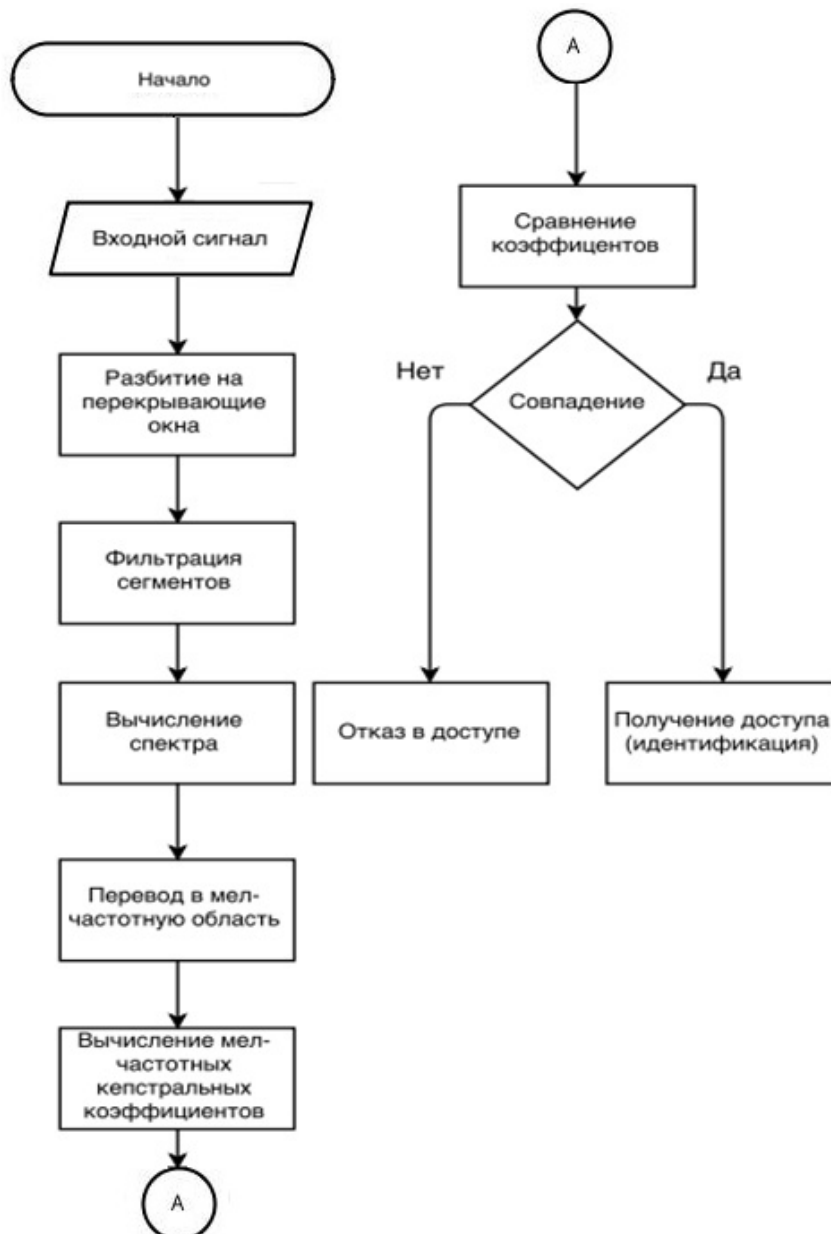 Начало
Входной сигнал
Разбитие на
перекрывающие
окна
Фильтрация
сегментов
Вычисление
спектра
Перевод в мел-
частотную область
Вычисление мел-
частотных
кепстральных
коэффициентов
A
A
Сравнение
коэффицентов
Нет
Да
Совпадение
Отказ в доступе
Получение доступа
(идентификация)